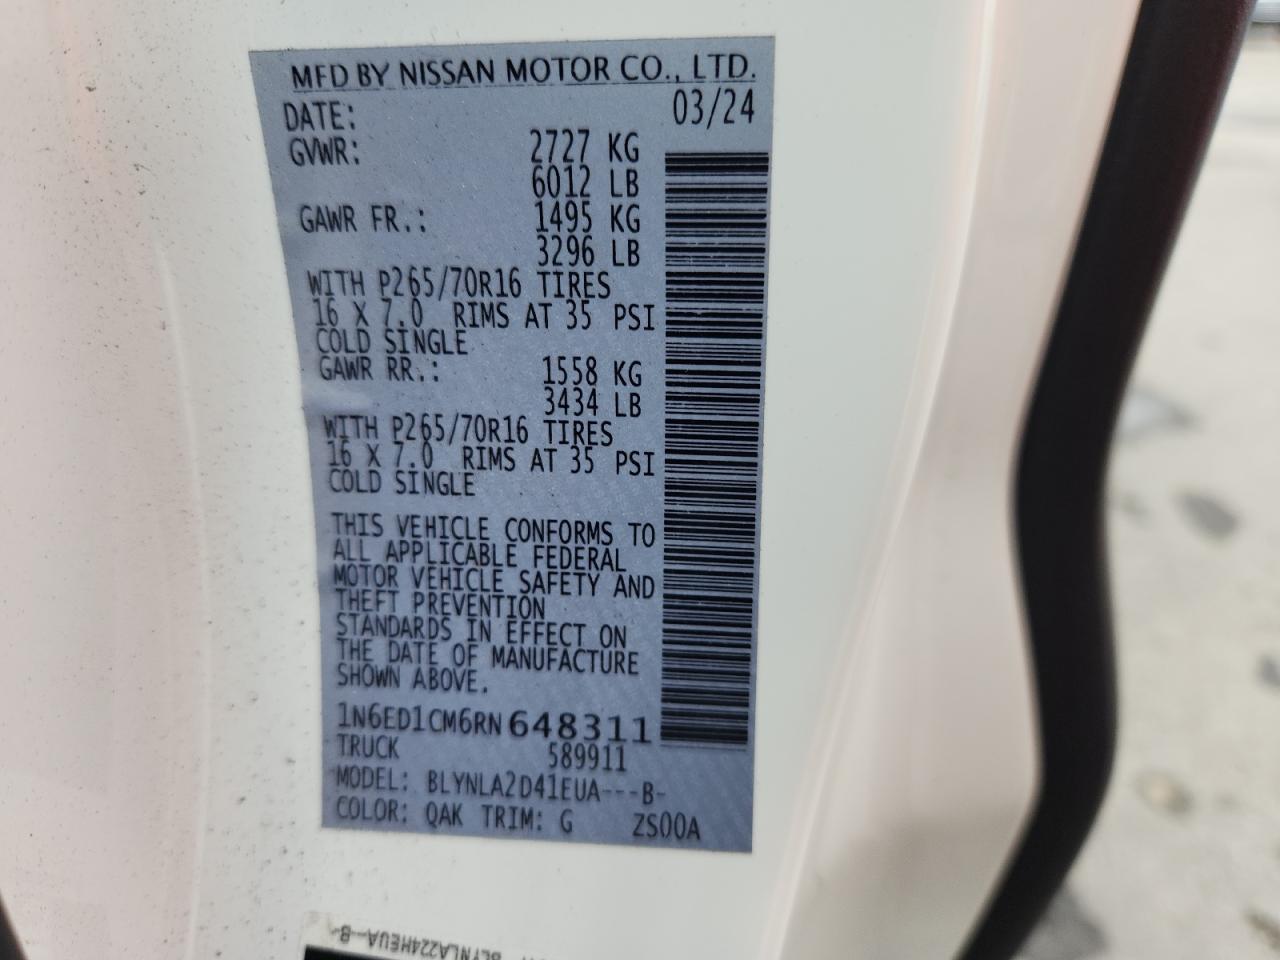 MFD BY NISSAN MOTOR CO., LTD.
DATE: 03/24
GVWR: 2727 KG
6012 LB
GAWR FR.: 1495 KG
3296 LB
WITH P265/70R16 TIRES
16 X 7.0 RIMS AT 35 PSI
COLD SINGLE
GAWR RR.: 1558 KG
3434 LB
WITH P265/70R16 TIRES
16 X 7.0 RIMS AT 35 PSI
COLD SINGLE
THIS VEHICLE CONFORMS TO
ALL APPLICABLE FEDERAL
MOTOR VEHICLE SAFETY AND
THEFT PREVENTION
STANDARDS IN EFFECT ON
THE DATE OF MANUFACTURE
SHOWN ABOVE.
1N6ED1CM6RN648311
TRUCK 589911
MODEL: BLYNLA2D41EUA---B-
COLOR: QAK TRIM: G ZS00A
BLYNLA224HEUA--B-